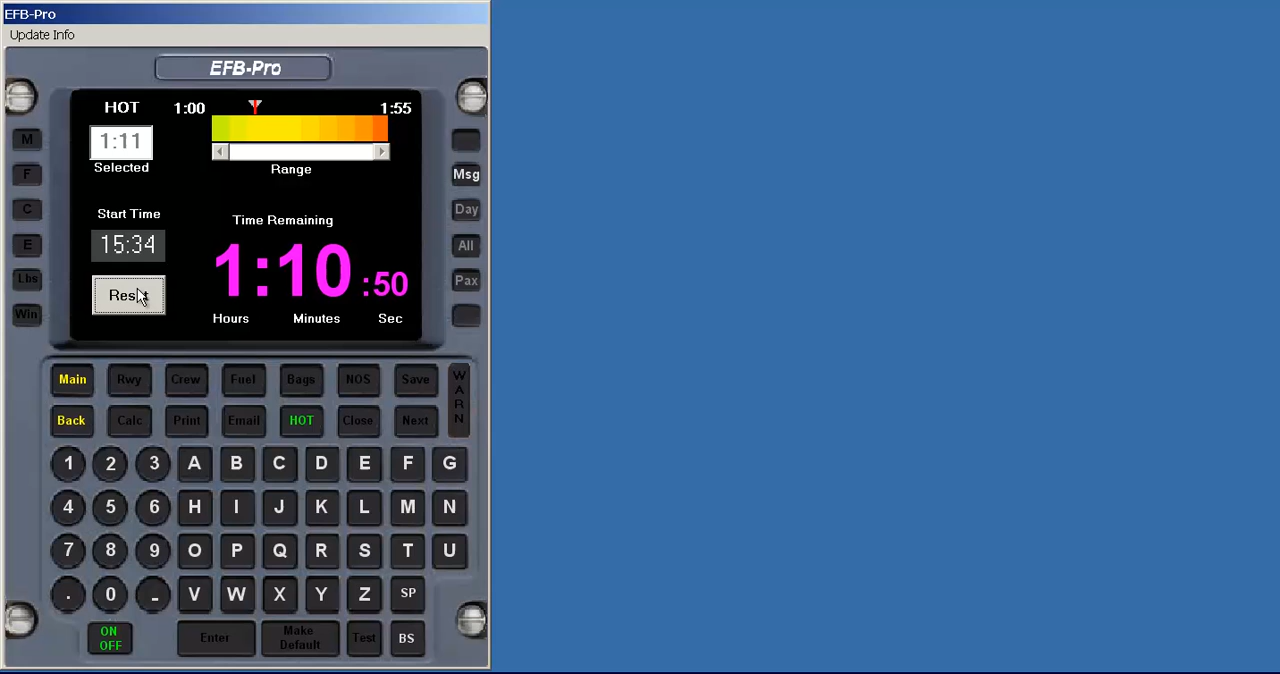 EFB-Pro
Update Info
EFB-Pro
HOT 1:00 1:55
1:11
Selected
Range
Start Time
Time Remaining
15:34
1:10 :50
Reset
Hours Minutes Sec
M
F
C
E
Lbs
Win
Msg
Day
All
Pax
Main Rwy Crew Fuel Bags NOS Save
WARN
Back Calc Print Email HOT Close Next
1 2 3 A B C D E F G
4 5 6 H I J K L M N
7 8 9 O P Q R S T U
. 0 - V W X Y Z SP
ON
OFF
Enter
Make
Default
Test
BS